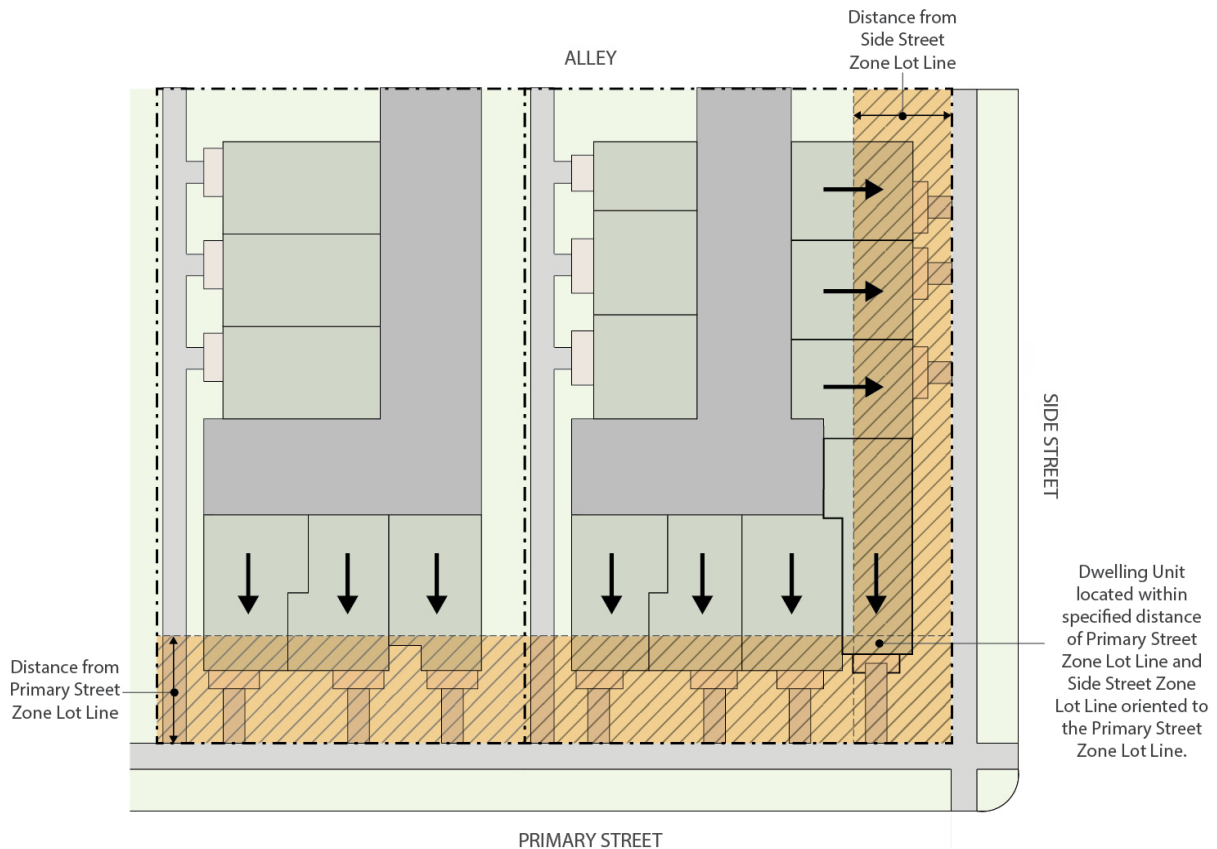 Distance from
Side Street
Zone Lot Line
ALLEY
SIDE STREET
Distance from
Primary Street
Zone Lot Line
Dwelling Unit
located within
specified distance
of Primary Street
Zone Lot Line and
Side Street Zone
Lot Line oriented to
the Primary Street
Zone Lot Line.
PRIMARY STREET